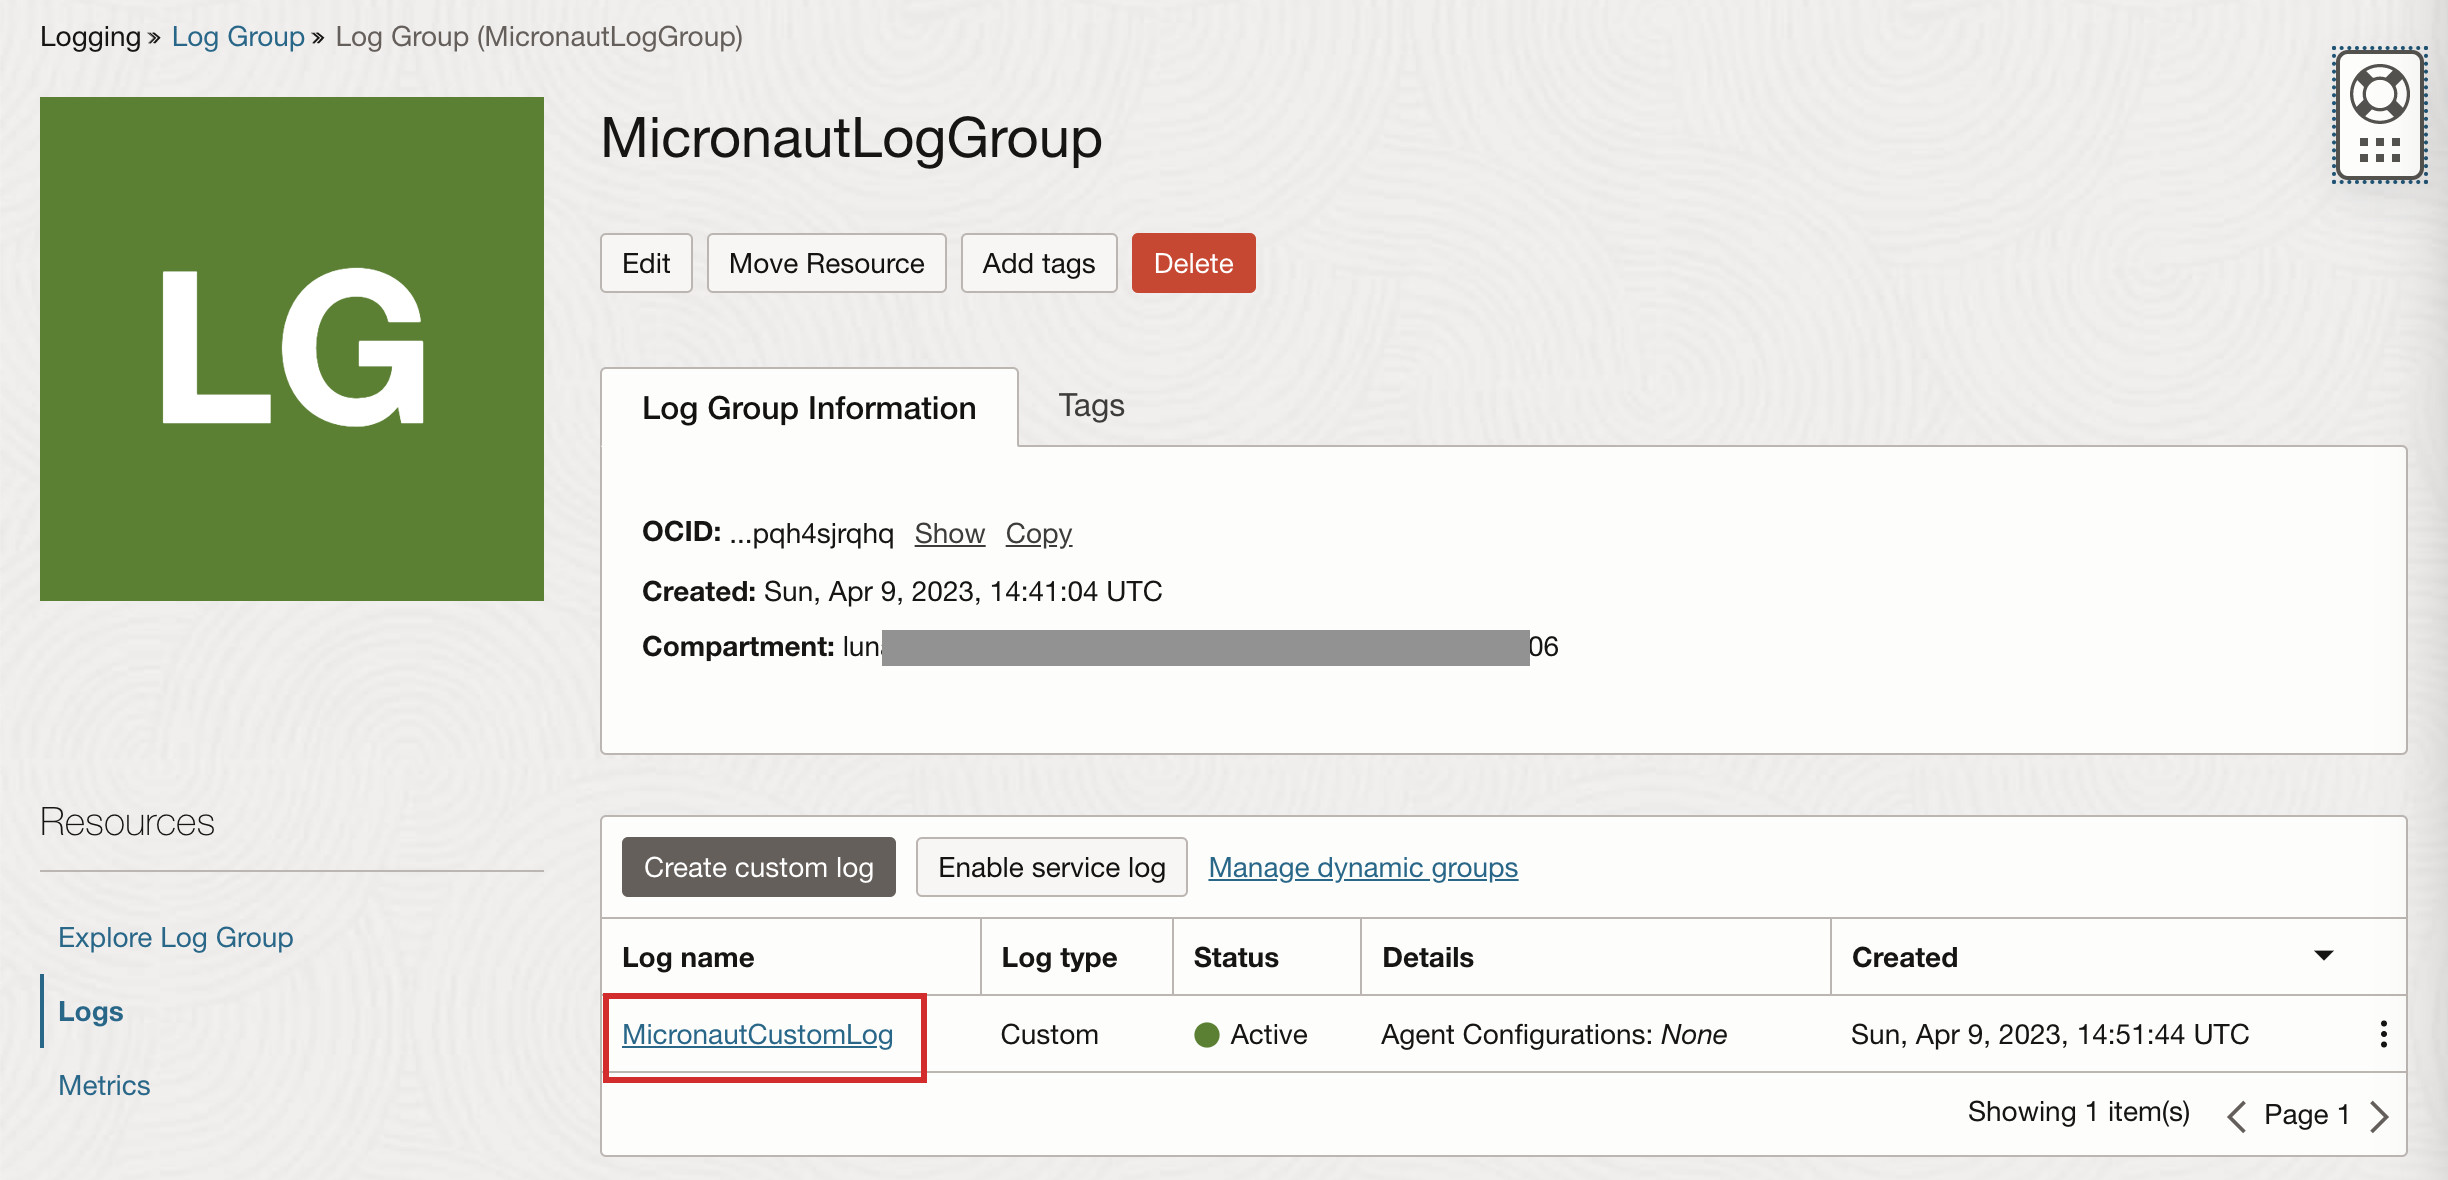 Logging » Log Group » Log Group (MicronautLogGroup)
LG
MicronautLogGroup
Edit Move Resource Add tags Delete
Log Group Information Tags
OCID: ...pqh4sjrqhq Show Copy
Created: Sun, Apr 9, 2023, 14:41:04 UTC
Compartment: lun 06
Resources
Explore Log Group
Logs
Metrics
Create custom log Enable service log Manage dynamic groups
Log name Log type Status Details Created
MicronautCustomLog Custom Active Agent Configurations: None Sun, Apr 9, 2023, 14:51:44 UTC
Showing 1 item(s) Page 1